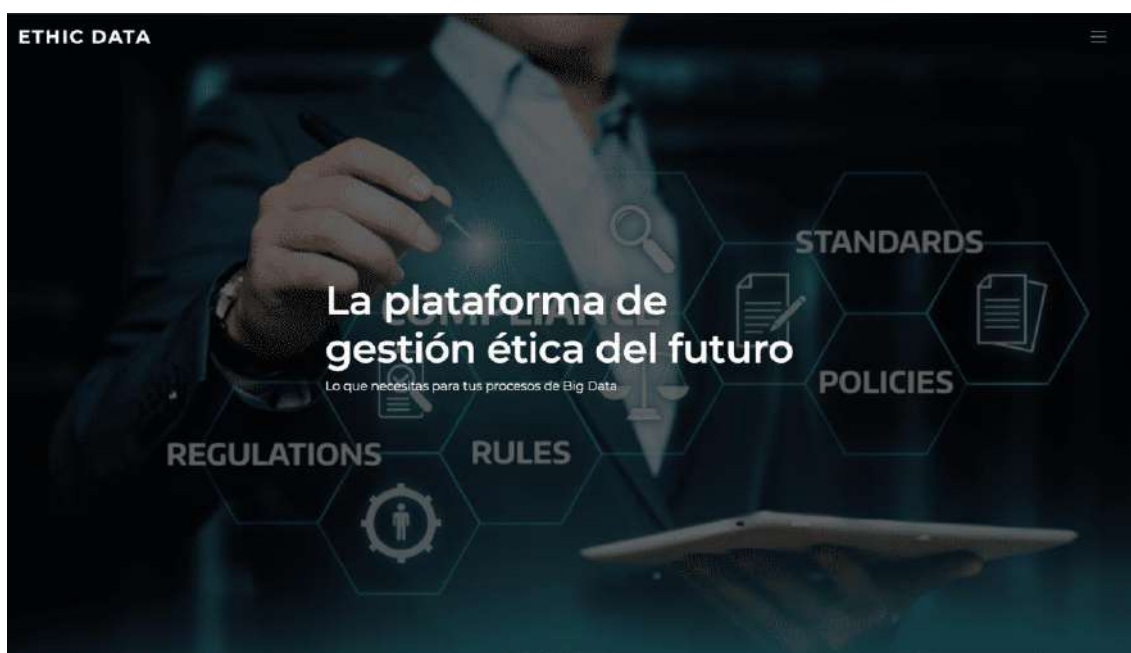 ETHIC DATA
STANDARDS
La plataforma de
COMPLIANCE
gestión ética del futuro
Lo que necesitas para tus procesos de Big Data
POLICIES
REGULATIONS
RULES